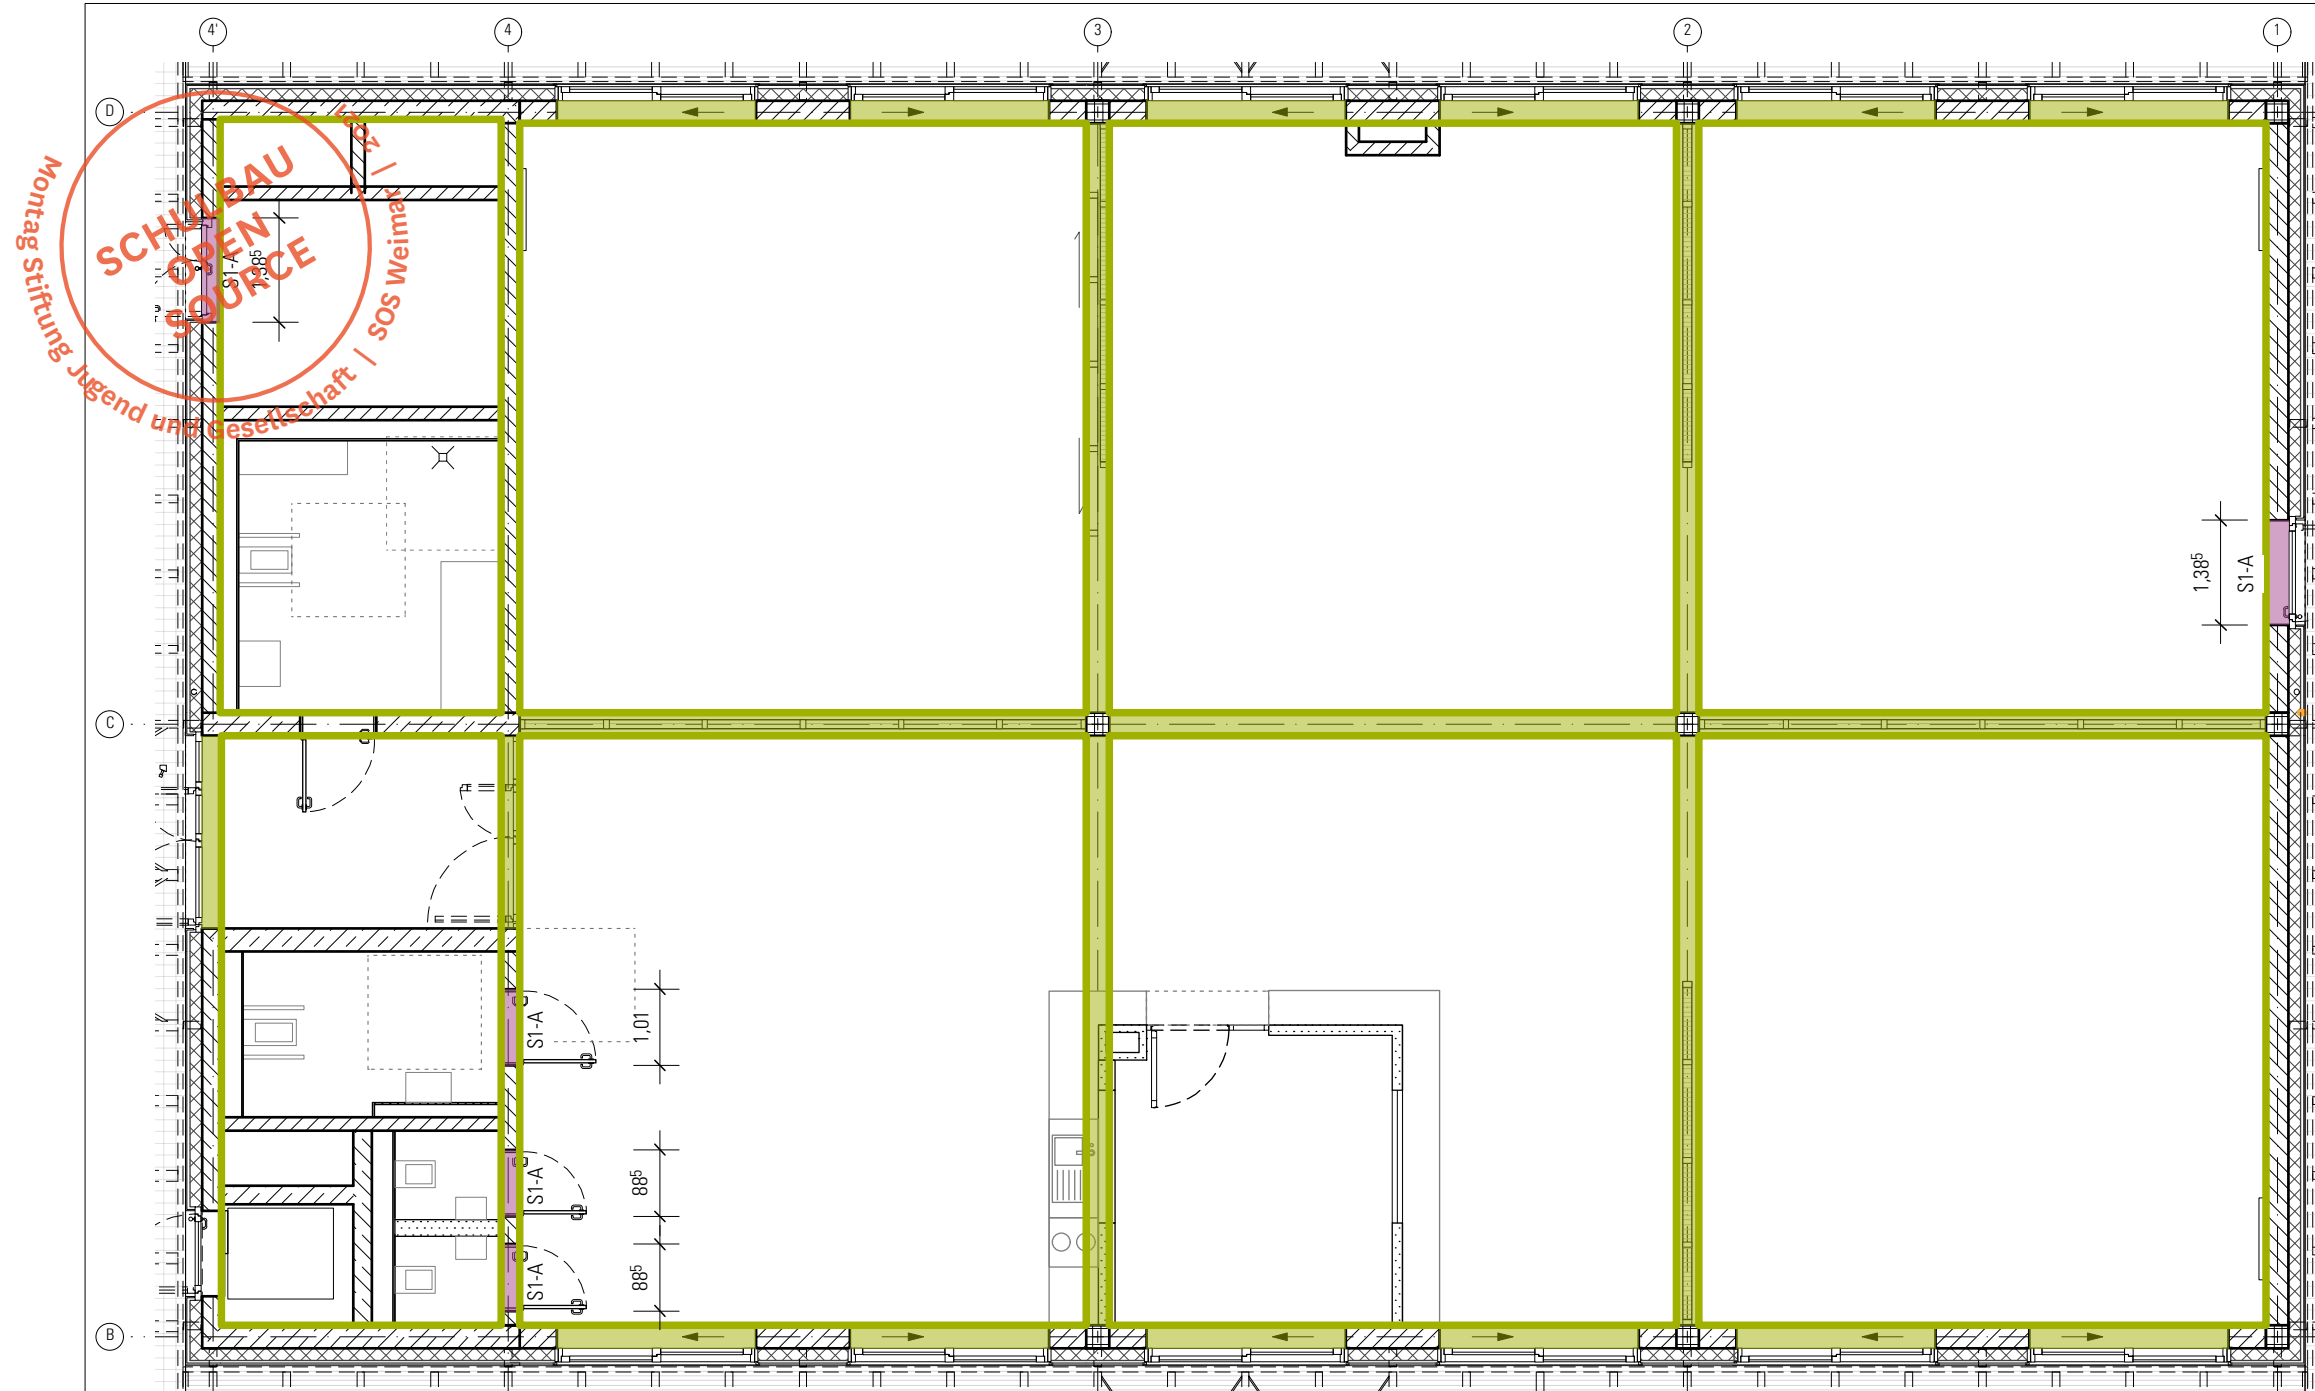 4' 4 3 2 1
D
C
B
SCHULBAU
OPEN
SOURCE
Montag Stiftung Jugend und Gesellschaft | SOS Weimar | 2021
S1-A
1,38⁵
1,38⁵
S1-A
S1-A
1,01
S1-A
88⁵
S1-A
88⁵